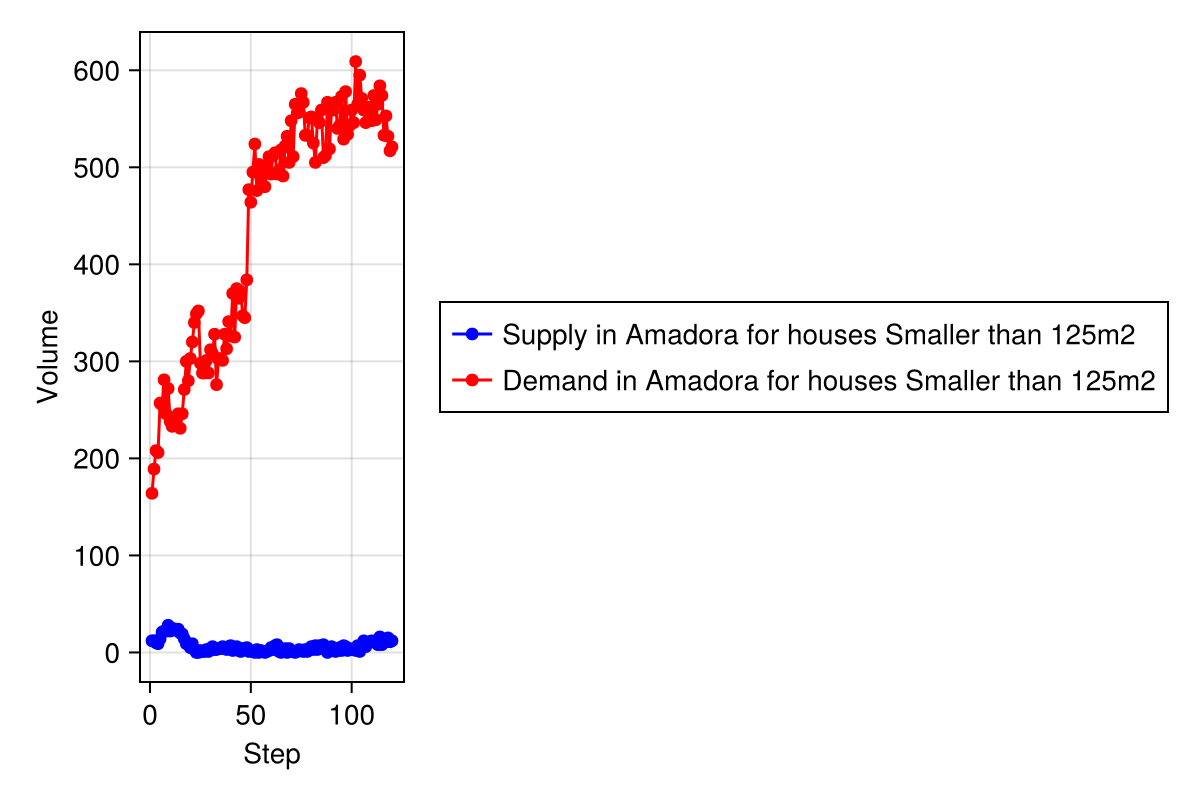 600
500
400
300
200
100
0
Volume
0 50 100
Step
Supply in Amadora for houses Smaller than 125m2
Demand in Amadora for houses Smaller than 125m2